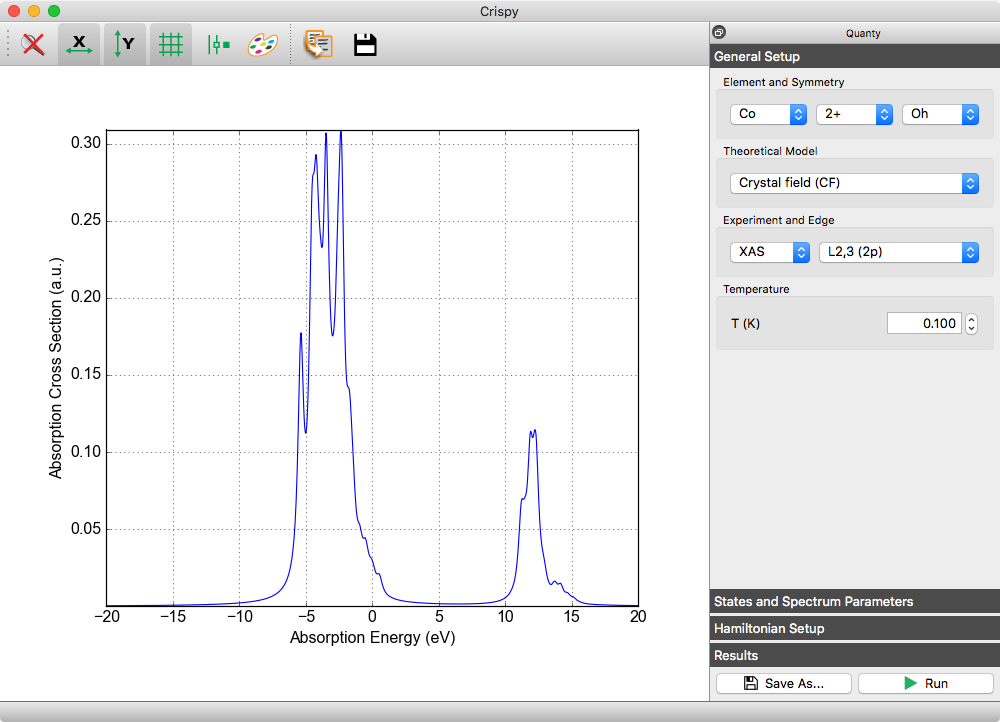 Crispy
X
Y
Quanty
General Setup
Element and Symmetry
Co 2+ Oh
Theoretical Model
Crystal field (CF)
Experiment and Edge
XAS L2,3 (2p)
Temperature
T (K) 0.100
States and Spectrum Parameters
Hamiltonian Setup
Results
Save As... Run
Absorption Cross Section (a.u.)
0.30
0.25
0.20
0.15
0.10
0.05
−20 −15 −10 −5 0 5 10 15 20
Absorption Energy (eV)